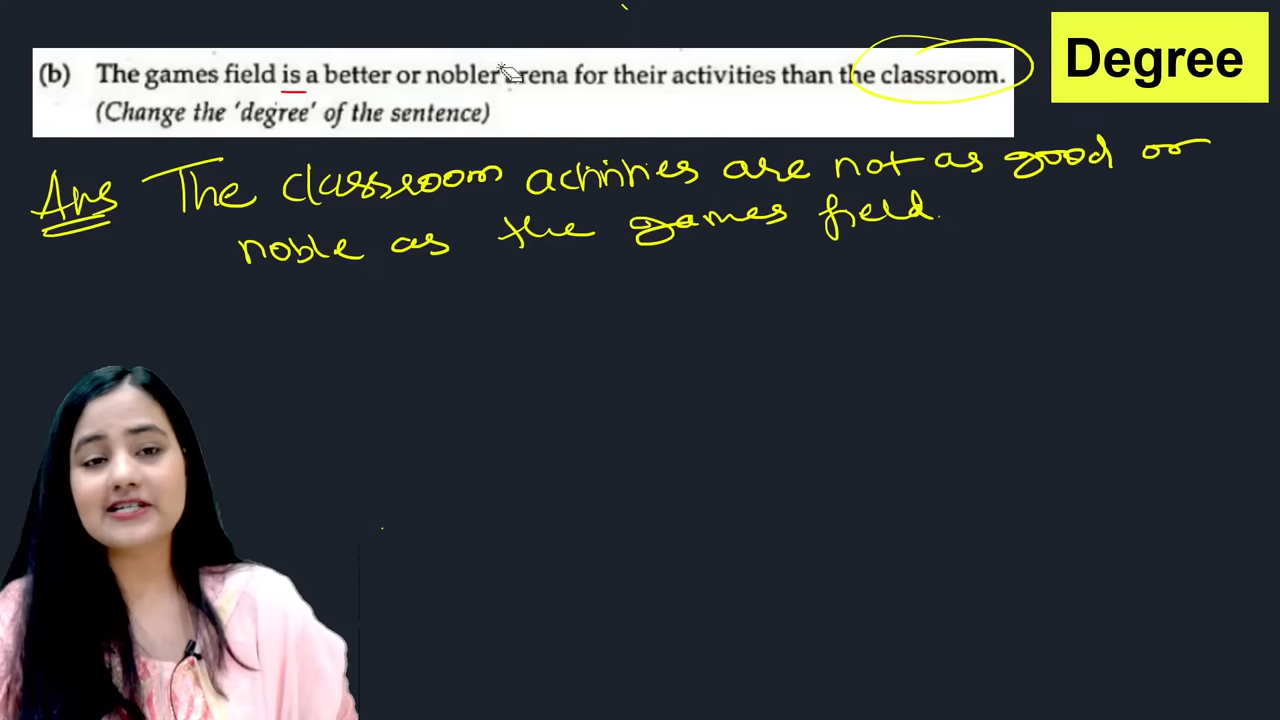 (b) The games field is a better or nobler arena for their activities than the classroom.
(Change the 'degree' of the sentence)
Degree
Ans The classroom activities are not as good or
noble as the games field.